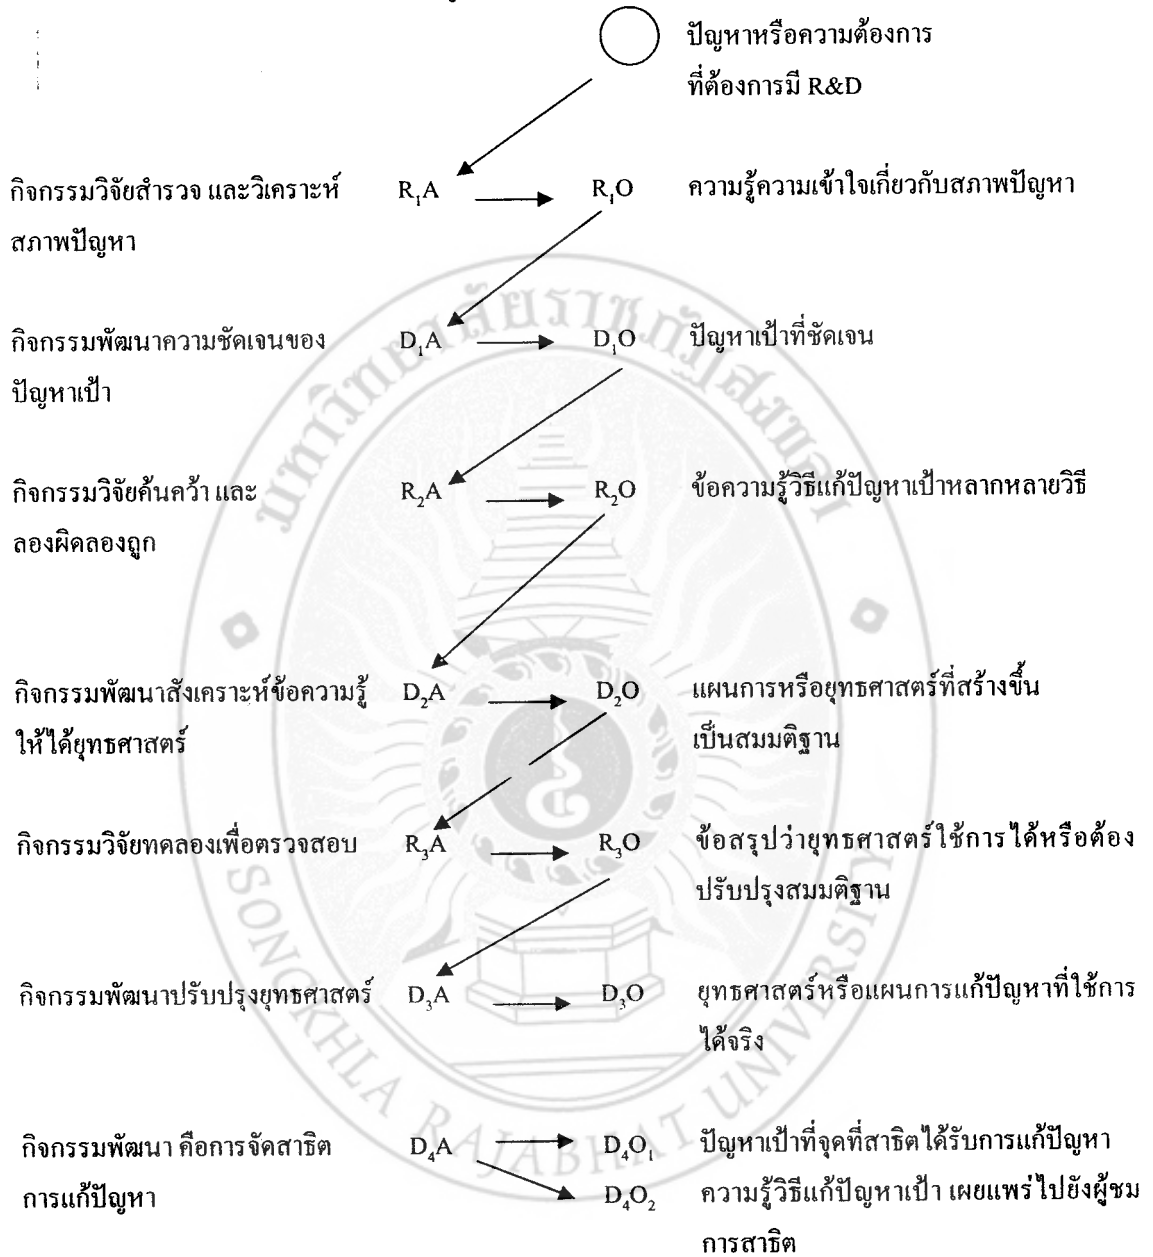 ปัญหาหรือความต้องการ
ที่ต้องการมี R&D
กิจกรรมวิจัยสำรวจ และวิเคราะห์ R₁A R₁O ความรู้ความเข้าใจเกี่ยวกับสภาพปัญหา
สภาพปัญหา
กิจกรรมพัฒนาความชัดเจนของ D₁A D₁O ปัญหาเป้าที่ชัดเจน
ปัญหาเป้า
กิจกรรมวิจัยค้นคว้า และ R₂A R₂O ข้อความรู้วิธีแก้ปัญหาเป้าหลากหลายวิธี
ลองผิดลองถูก
กิจกรรมพัฒนาสังเคราะห์ข้อความรู้ D₂A D₂O แผนการหรือยุทธศาสตร์ที่สร้างขึ้น
ให้ได้ยุทธศาสตร์ เป็นสมมติฐาน
กิจกรรมวิจัยทดลองเพื่อตรวจสอบ R₃A R₃O ข้อสรุปว่ายุทธศาสตร์ใช้การได้หรือต้อง
ปรับปรุงสมมติฐาน
กิจกรรมพัฒนาปรับปรุงยุทธศาสตร์ D₃A D₃O ยุทธศาสตร์หรือแผนการแก้ปัญหาที่ใช้การ
ได้จริง
กิจกรรมพัฒนา คือการจัดสาธิต D₄A D₄O₁ ปัญหาเป้าที่จุดที่สาธิตได้รับการแก้ปัญหา
การแก้ปัญหา D₄O₂ ความรู้วิธีแก้ปัญหาเป้า เผยแพร่ไปยังผู้ชม
การสาธิต
มหาวิทยาลัยราชภัฏสงขลา
SONGKHLA RAJABHAT UNIVERSITY